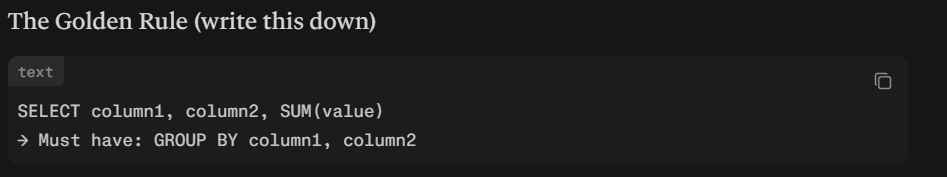 The Golden Rule (write this down)
text
SELECT column1, column2, SUM(value)
→ Must have: GROUP BY column1, column2